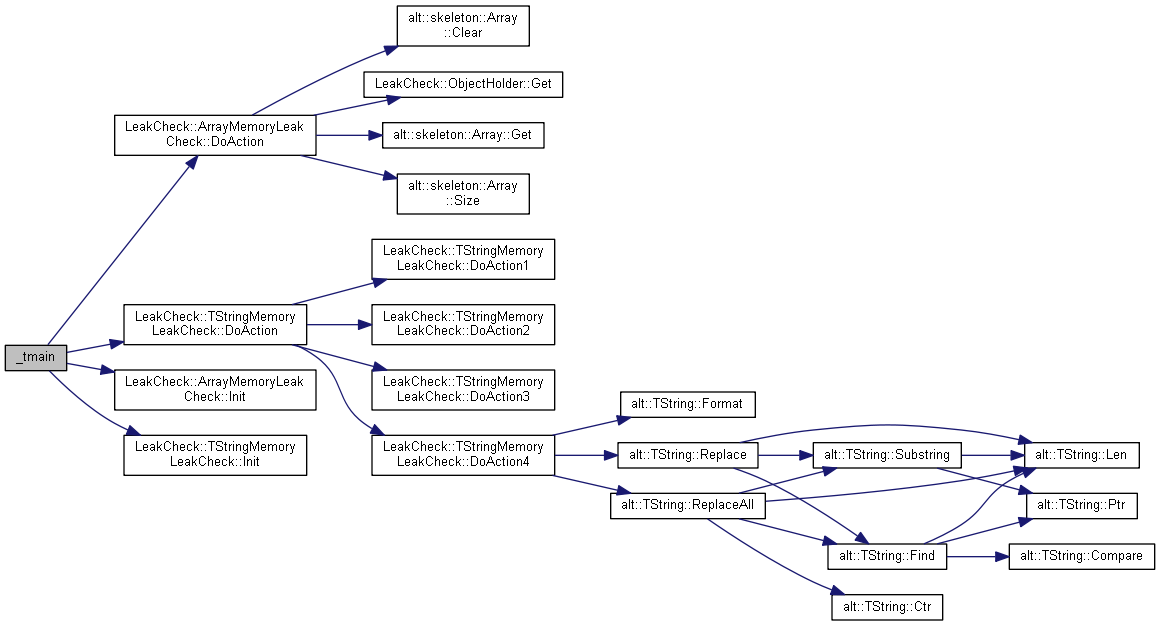 alt::skeleton::Array
::Clear
LeakCheck::ObjectHolder::Get
LeakCheck::ArrayMemoryLeak
Check::DoAction
alt::skeleton::Array::Get
alt::skeleton::Array
::Size
LeakCheck::TStringMemory
LeakCheck::DoAction1
LeakCheck::TStringMemory
LeakCheck::DoAction
LeakCheck::TStringMemory
LeakCheck::DoAction2
_tmain
LeakCheck::ArrayMemoryLeak
Check::Init
LeakCheck::TStringMemory
LeakCheck::DoAction3
alt::TString::Format
LeakCheck::TStringMemory
LeakCheck::Init
LeakCheck::TStringMemory
LeakCheck::DoAction4
alt::TString::Replace
alt::TString::Substring
alt::TString::Len
alt::TString::ReplaceAll
alt::TString::Ptr
alt::TString::Find
alt::TString::Compare
alt::TString::Ctr